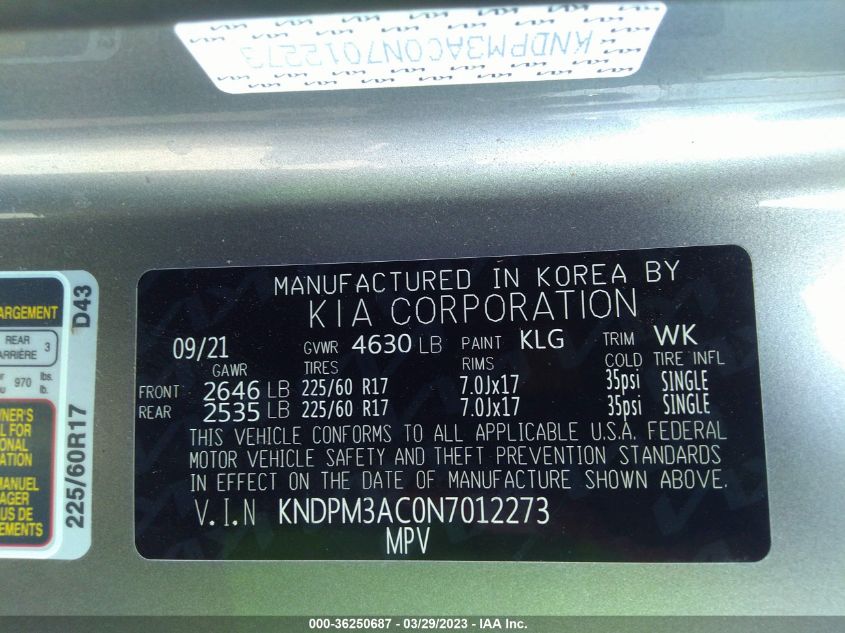 KNDPM3AC0N7012273
MANUFACTURED IN KOREA BY
KIA CORPORATION
09/21 GVWR 4630 LB PAINT KLG TRIM WK
GAWR TIRES RIMS COLD TIRE INFL
FRONT 2646 LB 225/60 R17 7.0Jx17 35psi SINGLE
REAR 2535 LB 225/60 R17 7.0Jx17 35psi SINGLE
THIS VEHICLE CONFORMS TO ALL APPLICABLE U.S.A. FEDERAL
MOTOR VEHICLE SAFETY AND THEFT PREVENTION STANDARDS
IN EFFECT ON THE DATE OF MANUFACTURE SHOWN ABOVE.
V.I.N KNDPM3AC0N7012273
MPV
REAR 3
970 lbs.
lb.
225/60R17 D43
000-36250687 - 03/29/2023 - IAA Inc.